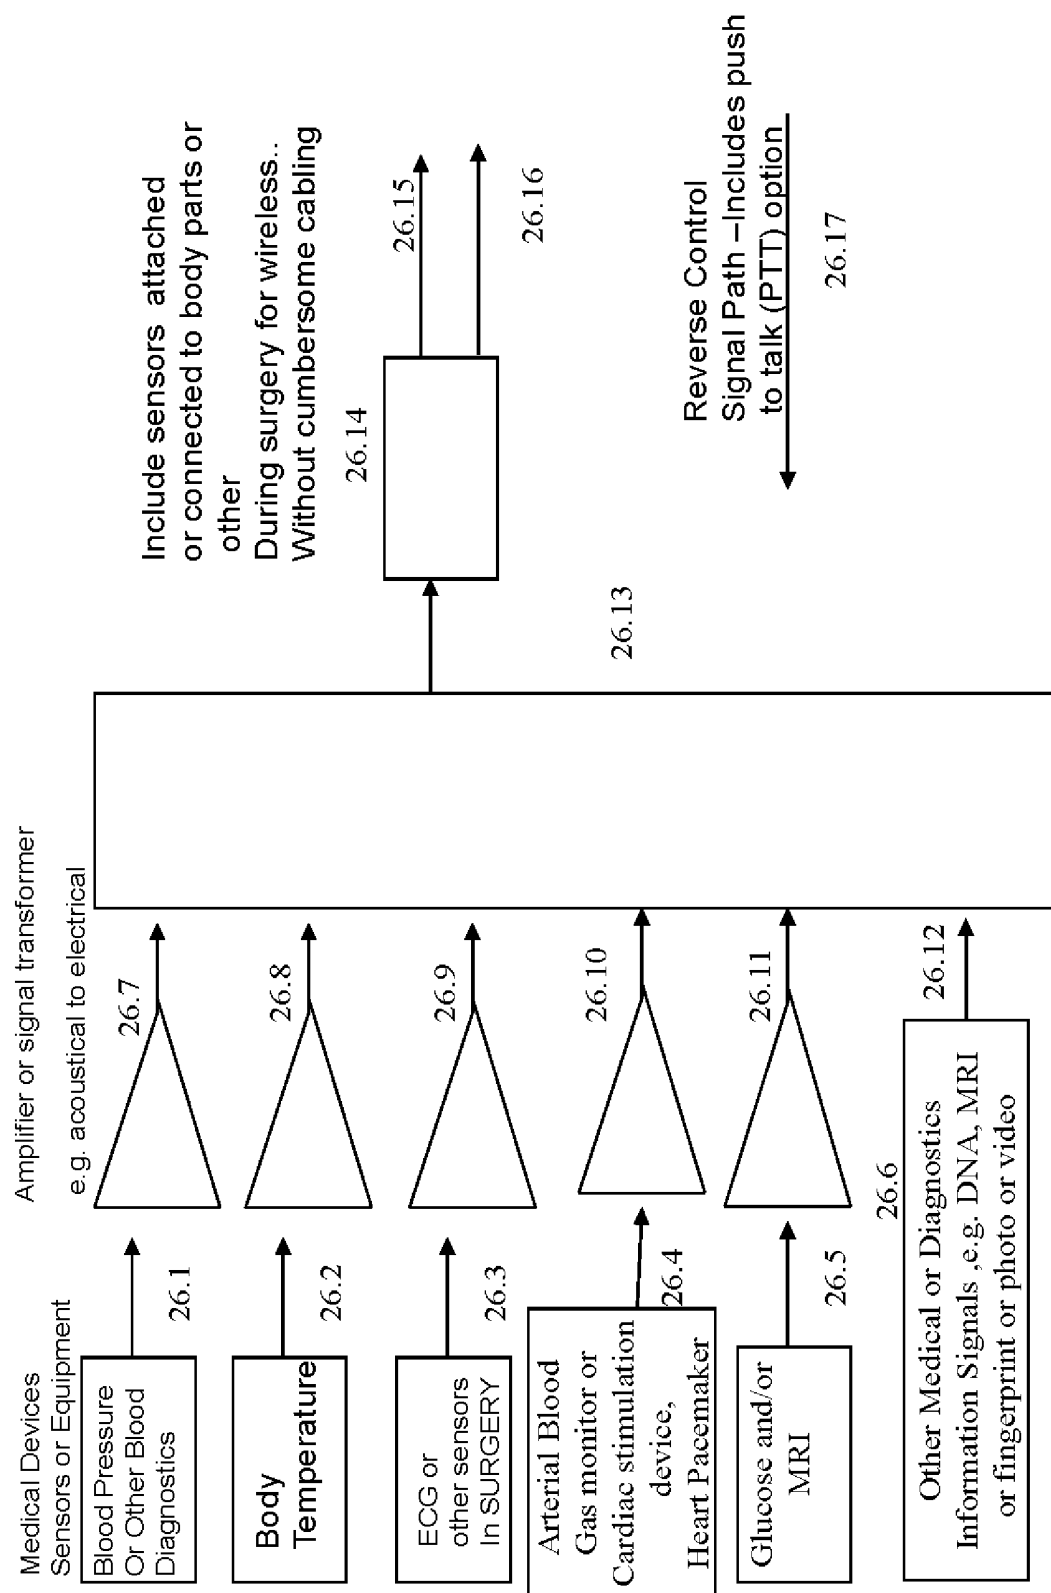 Medical Devices
Sensors or Equipment
Amplifier or signal transformer
e.g. acoustical to electrical
Blood Pressure
Or Other Blood
Diagnostics
26.1
26.7
Body
Temperature
26.2
26.8
ECG or
other sensors
In SURGERY
26.3
26.9
Arterial Blood
Gas monitor or
Cardiac stimulation
device,
Heart Pacemaker
26.4
26.10
Glucose and/or
MRI
26.5
26.11
26.6
Other Medical or Diagnostics
Information Signals ,e.g. DNA, MRI
or fingerprint or photo or video
26.12
26.13
Include sensors attached
or connected to body parts or
other
During surgery for wireless..
Without cumbersome cabling
26.14
26.15
26.16
Reverse Control
Signal Path –Includes push
to talk (PTT) option
26.17